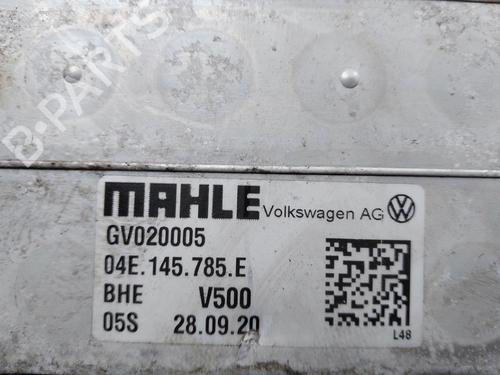 B-PARTS
MAHLE Volkswagen AG
GV020005
04E.145.785.E
BHE V500
05S 28.09.20
L48